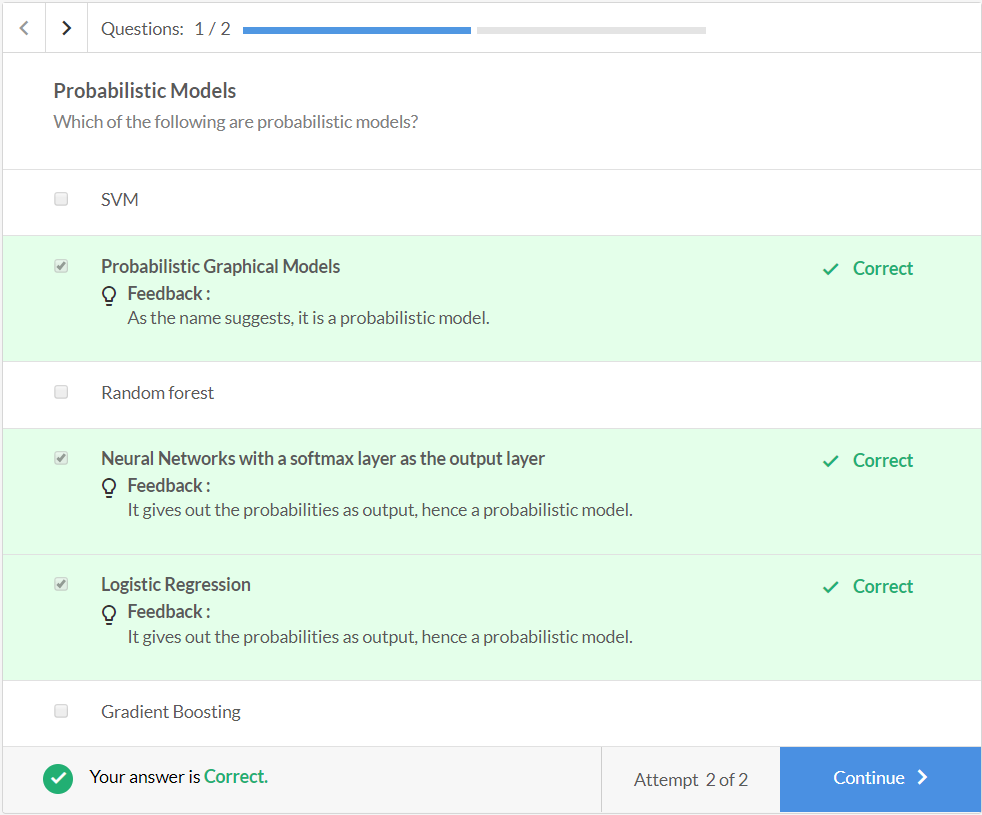 Questions: 1 / 2
Probabilistic Models
Which of the following are probabilistic models?
SVM
Probabilistic Graphical Models
Correct
Feedback :
As the name suggests, it is a probabilistic model.
Random forest
Neural Networks with a softmax layer as the output layer
Correct
Feedback :
It gives out the probabilities as output, hence a probabilistic model.
Logistic Regression
Correct
Feedback :
It gives out the probabilities as output, hence a probabilistic model.
Gradient Boosting
Your answer is Correct.
Attempt 2 of 2
Continue